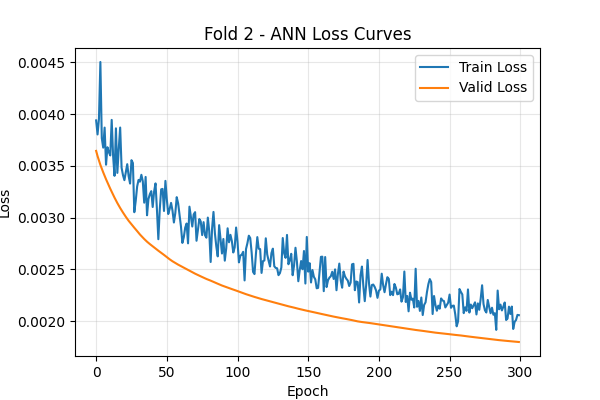 Fold 2 - ANN Loss Curves
Train Loss
Valid Loss
Loss
0.0045
0.0040
0.0035
0.0030
0.0025
0.0020
0 50 100 150 200 250 300
Epoch